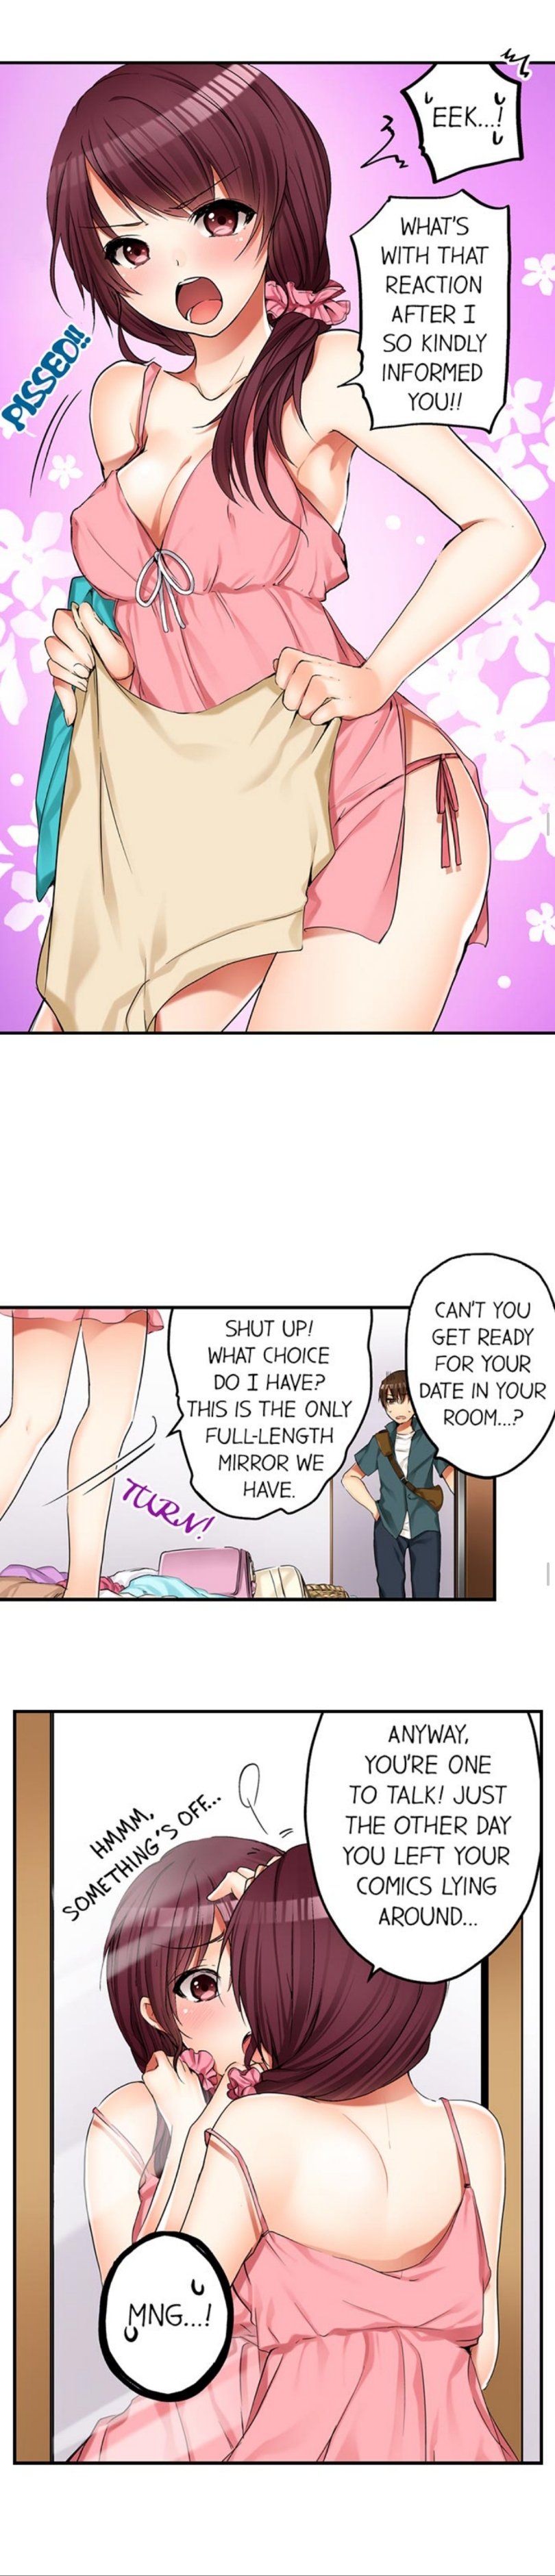 EEK...!
WHAT'S
WITH THAT
REACTION
AFTER I
SO KINDLY
INFORMED
YOU!!
PISSED!!
CAN'T YOU
GET READY
FOR YOUR
DATE IN YOUR
ROOM...?
SHUT UP!
WHAT CHOICE
DO I HAVE?
THIS IS THE ONLY
FULL-LENGTH
MIRROR WE
HAVE.
TURN!
ANYWAY,
YOU'RE ONE
TO TALK! JUST
THE OTHER DAY
YOU LEFT YOUR
COMICS LYING
AROUND...
HMMM,
SOMETHING'S OFF...
MNG...!